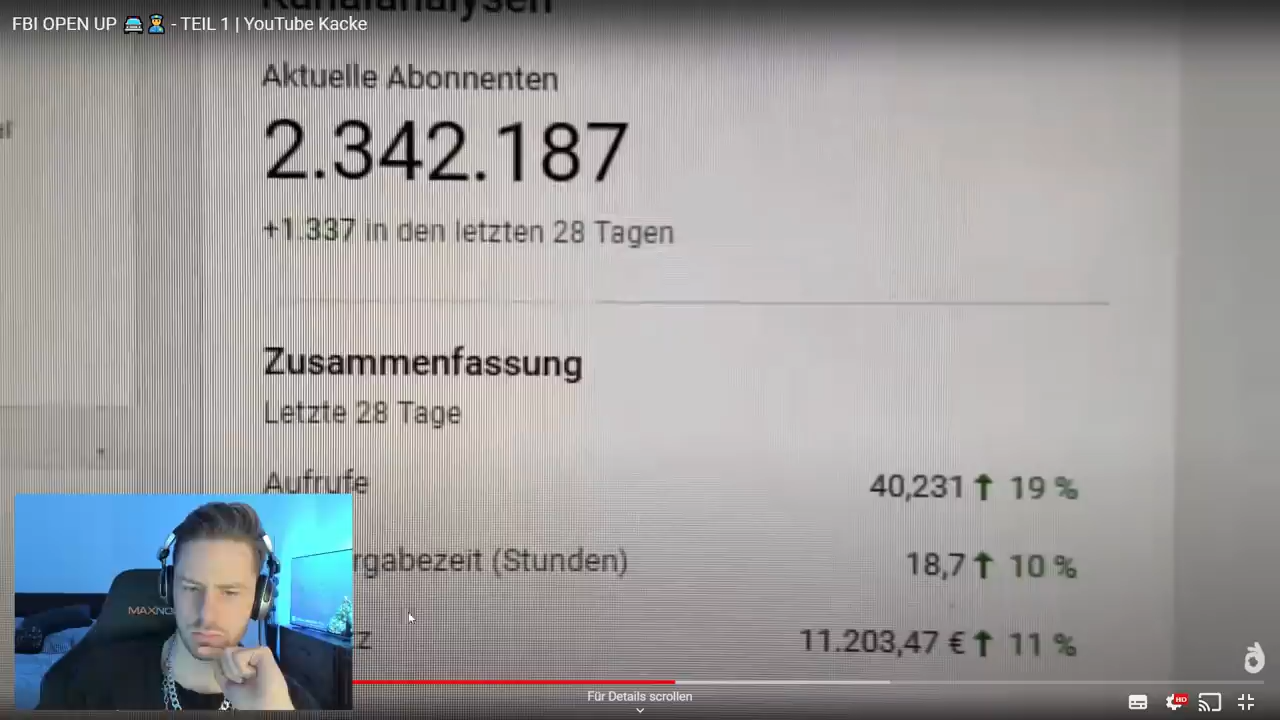 FBI OPEN UP 🚔👮 - TEIL 1 | YouTube Kacke
Kanalanalysen
Aktuelle Abonnenten
2.342.187
+1.337 in den letzten 28 Tagen
Zusammenfassung
Letzte 28 Tage
Aufrufe 40,231 ↑ 19 %
rgabezeit (Stunden) 18,7 ↑ 10 %
z 11.203,47 € ↑ 11 %
Für Details scrollen
HD